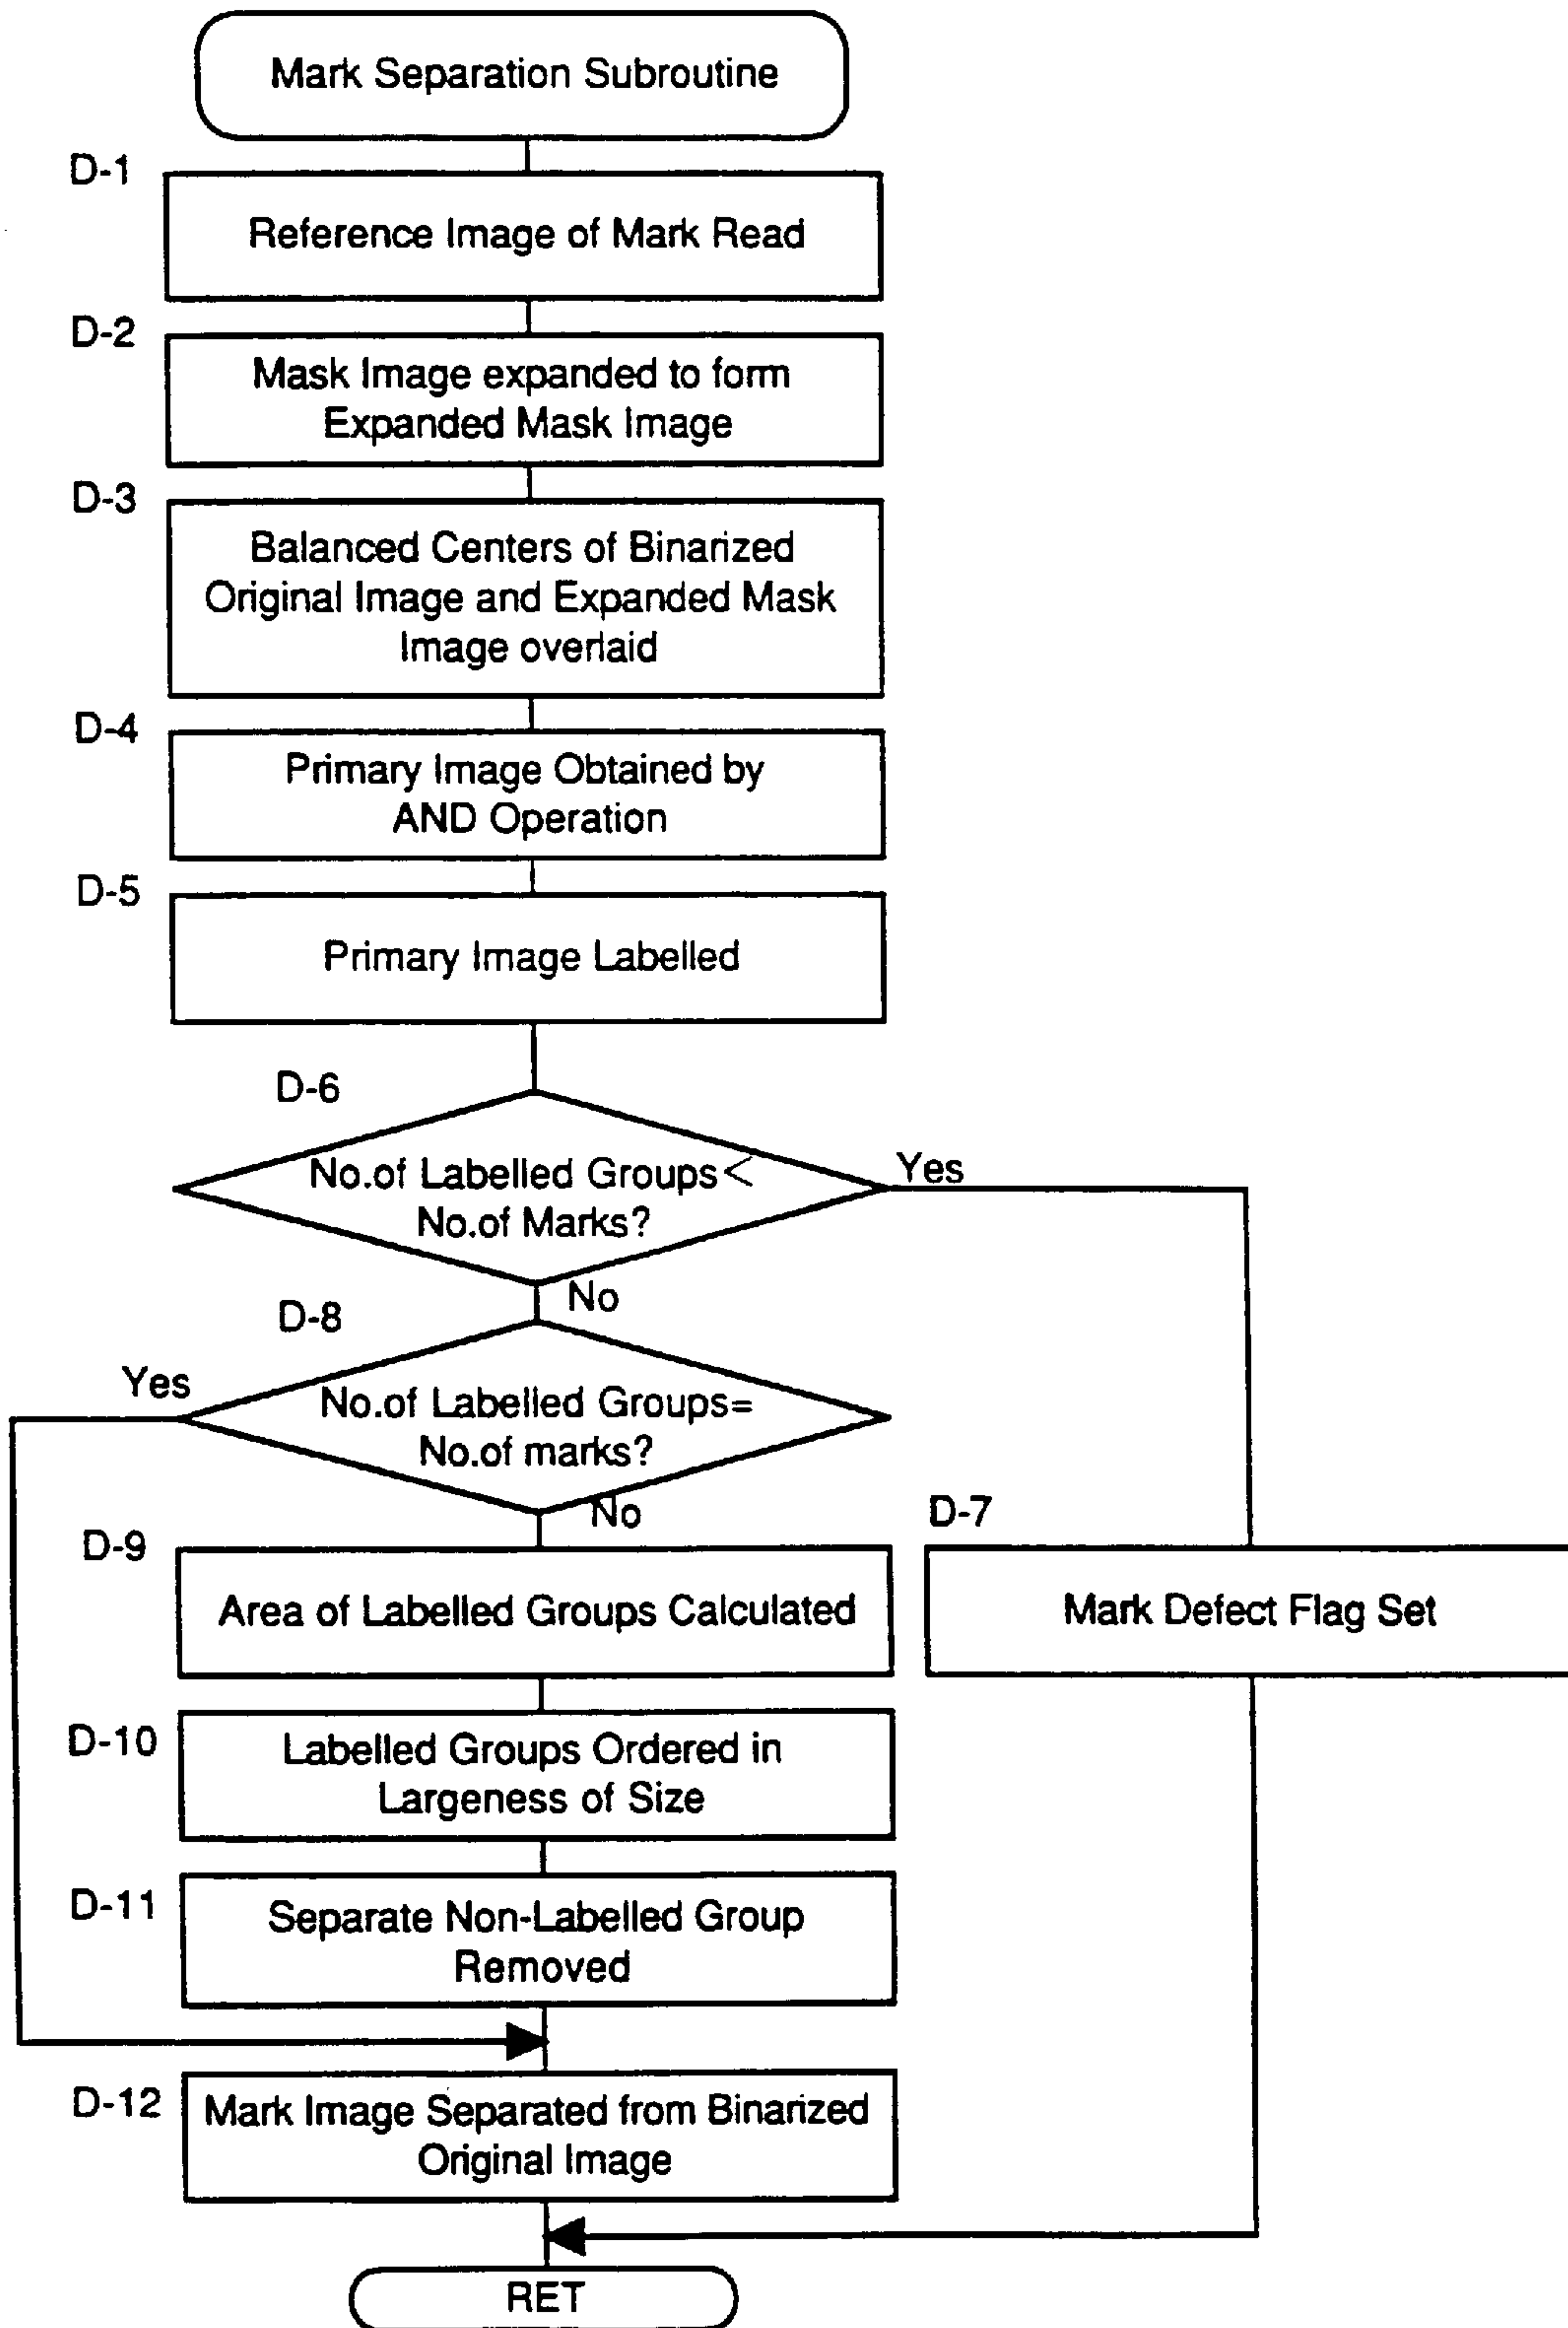 Mark Separation Subroutine
D-1
Reference Image of Mark Read
D-2
Mask Image expanded to form
Expanded Mask Image
D-3
Balanced Centers of Binarized
Original Image and Expanded Mask
Image overlaid
D-4
Primary Image Obtained by
AND Operation
D-5
Primary Image Labelled
D-6
No.of Labelled Groups<
No.of Marks?
Yes
No
D-8
Yes
No.of Labelled Groups=
No.of marks?
No
D-7
D-9
Area of Labelled Groups Calculated
Mark Defect Flag Set
D-10
Labelled Groups Ordered in
Largeness of Size
D-11
Separate Non-Labelled Group
Removed
D-12
Mark Image Separated from Binarized
Original Image
RET